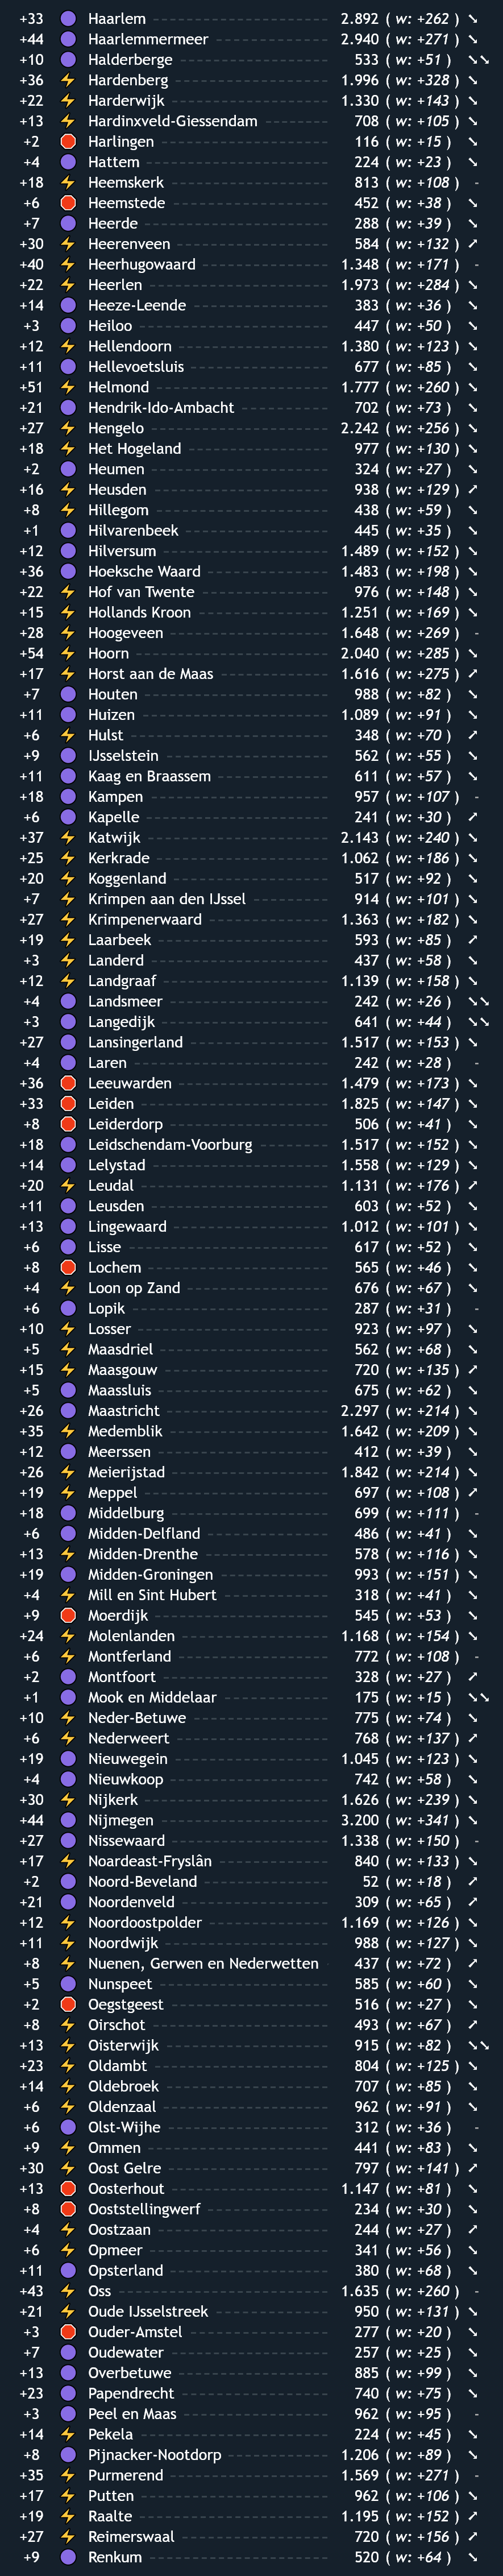 +33 Haarlem 2.892 ( w: +262 ) ↘
+44 Haarlemmermeer 2.940 ( w: +271 ) ↘
+10 Halderberge 533 ( w: +51 ) ↘↘
+36 Hardenberg 1.996 ( w: +328 ) ↘
+22 Harderwijk 1.330 ( w: +143 ) ↘
+13 Hardinxveld-Giessendam 708 ( w: +105 ) ↘
+2 Harlingen 116 ( w: +15 ) ↘
+4 Hattem 224 ( w: +23 ) ↘
+18 Heemskerk 813 ( w: +108 ) -
+6 Heemstede 452 ( w: +38 ) ↘
+7 Heerde 288 ( w: +39 ) ↘
+30 Heerenveen 584 ( w: +132 ) ↗
+40 Heerhugowaard 1.348 ( w: +171 ) -
+22 Heerlen 1.973 ( w: +284 ) ↘
+14 Heeze-Leende 383 ( w: +36 ) ↘
+3 Heiloo 447 ( w: +50 ) ↘
+12 Hellendoorn 1.380 ( w: +123 ) ↘
+11 Hellevoetsluis 677 ( w: +85 ) ↘
+51 Helmond 1.777 ( w: +260 ) ↘
+21 Hendrik-Ido-Ambacht 702 ( w: +73 ) ↘
+27 Hengelo 2.242 ( w: +256 ) ↘
+18 Het Hogeland 977 ( w: +130 ) ↘
+2 Heumen 324 ( w: +27 ) ↘
+16 Heusden 938 ( w: +129 ) ↗
+8 Hillegom 438 ( w: +59 ) ↘
+1 Hilvarenbeek 445 ( w: +35 ) ↘
+12 Hilversum 1.489 ( w: +152 ) ↘
+36 Hoeksche Waard 1.483 ( w: +198 ) ↘
+22 Hof van Twente 976 ( w: +148 ) ↘
+15 Hollands Kroon 1.251 ( w: +169 ) ↘
+28 Hoogeveen 1.648 ( w: +269 ) -
+54 Hoorn 2.040 ( w: +285 ) ↘
+17 Horst aan de Maas 1.616 ( w: +275 ) ↗
+7 Houten 988 ( w: +82 ) ↘
+11 Huizen 1.089 ( w: +91 ) ↘
+6 Hulst 348 ( w: +70 ) ↗
+9 IJsselstein 562 ( w: +55 ) ↘
+11 Kaag en Braassem 611 ( w: +57 ) ↘
+18 Kampen 957 ( w: +107 ) -
+6 Kapelle 241 ( w: +30 ) ↗
+37 Katwijk 2.143 ( w: +240 ) ↘
+25 Kerkrade 1.062 ( w: +186 ) ↘
+20 Koggenland 517 ( w: +92 ) ↘
+7 Krimpen aan den IJssel 914 ( w: +101 ) ↘
+27 Krimpenerwaard 1.363 ( w: +182 ) ↘
+19 Laarbeek 593 ( w: +85 ) ↗
+3 Landerd 437 ( w: +58 ) ↘
+12 Landgraaf 1.139 ( w: +158 ) ↘
+4 Landsmeer 242 ( w: +26 ) ↘↘
+3 Langedijk 641 ( w: +44 ) ↘↘
+27 Lansingerland 1.517 ( w: +153 ) ↘
+4 Laren 242 ( w: +28 ) -
+36 Leeuwarden 1.479 ( w: +173 ) ↘
+33 Leiden 1.825 ( w: +147 ) ↘
+8 Leiderdorp 506 ( w: +41 ) ↘
+18 Leidschendam-Voorburg 1.517 ( w: +152 ) ↘
+14 Lelystad 1.558 ( w: +129 ) ↘
+20 Leudal 1.131 ( w: +176 ) ↗
+11 Leusden 603 ( w: +52 ) ↘
+13 Lingewaard 1.012 ( w: +101 ) ↘
+6 Lisse 617 ( w: +52 ) ↘
+8 Lochem 565 ( w: +46 ) ↘
+4 Loon op Zand 676 ( w: +67 ) ↘
+6 Lopik 287 ( w: +31 ) -
+10 Losser 923 ( w: +97 ) ↘
+5 Maasdriel 562 ( w: +68 ) ↘
+15 Maasgouw 720 ( w: +135 ) ↗
+5 Maassluis 675 ( w: +62 ) ↘
+26 Maastricht 2.297 ( w: +214 ) ↘
+35 Medemblik 1.642 ( w: +209 ) ↘
+12 Meerssen 412 ( w: +39 ) ↘
+26 Meierijstad 1.842 ( w: +214 ) ↘
+19 Meppel 697 ( w: +108 ) ↗
+18 Middelburg 699 ( w: +111 ) -
+6 Midden-Delfland 486 ( w: +41 ) ↘
+13 Midden-Drenthe 578 ( w: +116 ) ↘
+19 Midden-Groningen 993 ( w: +151 ) ↘
+4 Mill en Sint Hubert 318 ( w: +41 ) ↘
+9 Moerdijk 545 ( w: +53 ) ↘
+24 Molenlanden 1.168 ( w: +154 ) ↘
+6 Montferland 772 ( w: +108 ) -
+2 Montfoort 328 ( w: +27 ) ↗
+1 Mook en Middelaar 175 ( w: +15 ) ↘↘
+10 Neder-Betuwe 775 ( w: +74 ) ↘
+6 Nederweert 768 ( w: +137 ) ↗
+19 Nieuwegein 1.045 ( w: +123 ) ↘
+4 Nieuwkoop 742 ( w: +58 ) ↘
+30 Nijkerk 1.626 ( w: +239 ) ↘
+44 Nijmegen 3.200 ( w: +341 ) ↘
+27 Nissewaard 1.338 ( w: +150 ) -
+17 Noardeast-Fryslân 840 ( w: +133 ) ↘
+2 Noord-Beveland 52 ( w: +18 ) ↗
+21 Noordenveld 309 ( w: +65 ) ↗
+12 Noordoostpolder 1.169 ( w: +126 ) ↘
+11 Noordwijk 988 ( w: +127 ) ↘
+8 Nuenen, Gerwen en Nederwetten 437 ( w: +72 ) ↗
+5 Nunspeet 585 ( w: +60 ) ↘
+2 Oegstgeest 516 ( w: +27 ) ↘
+8 Oirschot 493 ( w: +67 ) ↗
+13 Oisterwijk 915 ( w: +82 ) ↘↘
+23 Oldambt 804 ( w: +125 ) ↘
+14 Oldebroek 707 ( w: +85 ) ↘
+6 Oldenzaal 962 ( w: +91 ) ↘
+6 Olst-Wijhe 312 ( w: +36 ) -
+9 Ommen 441 ( w: +83 ) ↘
+30 Oost Gelre 797 ( w: +141 ) ↗
+13 Oosterhout 1.147 ( w: +81 ) ↘
+8 Ooststellingwerf 234 ( w: +30 ) ↘
+4 Oostzaan 244 ( w: +27 ) ↗
+6 Opmeer 341 ( w: +56 ) ↘
+11 Opsterland 380 ( w: +68 ) ↘
+43 Oss 1.635 ( w: +260 ) -
+21 Oude IJsselstreek 950 ( w: +131 ) ↘
+3 Ouder-Amstel 277 ( w: +20 ) ↘
+7 Oudewater 257 ( w: +25 ) ↘
+13 Overbetuwe 885 ( w: +99 ) ↘
+23 Papendrecht 740 ( w: +75 ) ↘
+3 Peel en Maas 962 ( w: +95 ) -
+14 Pekela 224 ( w: +45 ) ↘
+8 Pijnacker-Nootdorp 1.206 ( w: +89 ) ↘
+35 Purmerend 1.569 ( w: +271 ) -
+17 Putten 962 ( w: +106 ) ↘
+19 Raalte 1.195 ( w: +152 ) ↗
+27 Reimerswaal 720 ( w: +156 ) ↗
+9 Renkum 520 ( w: +64 ) ↘